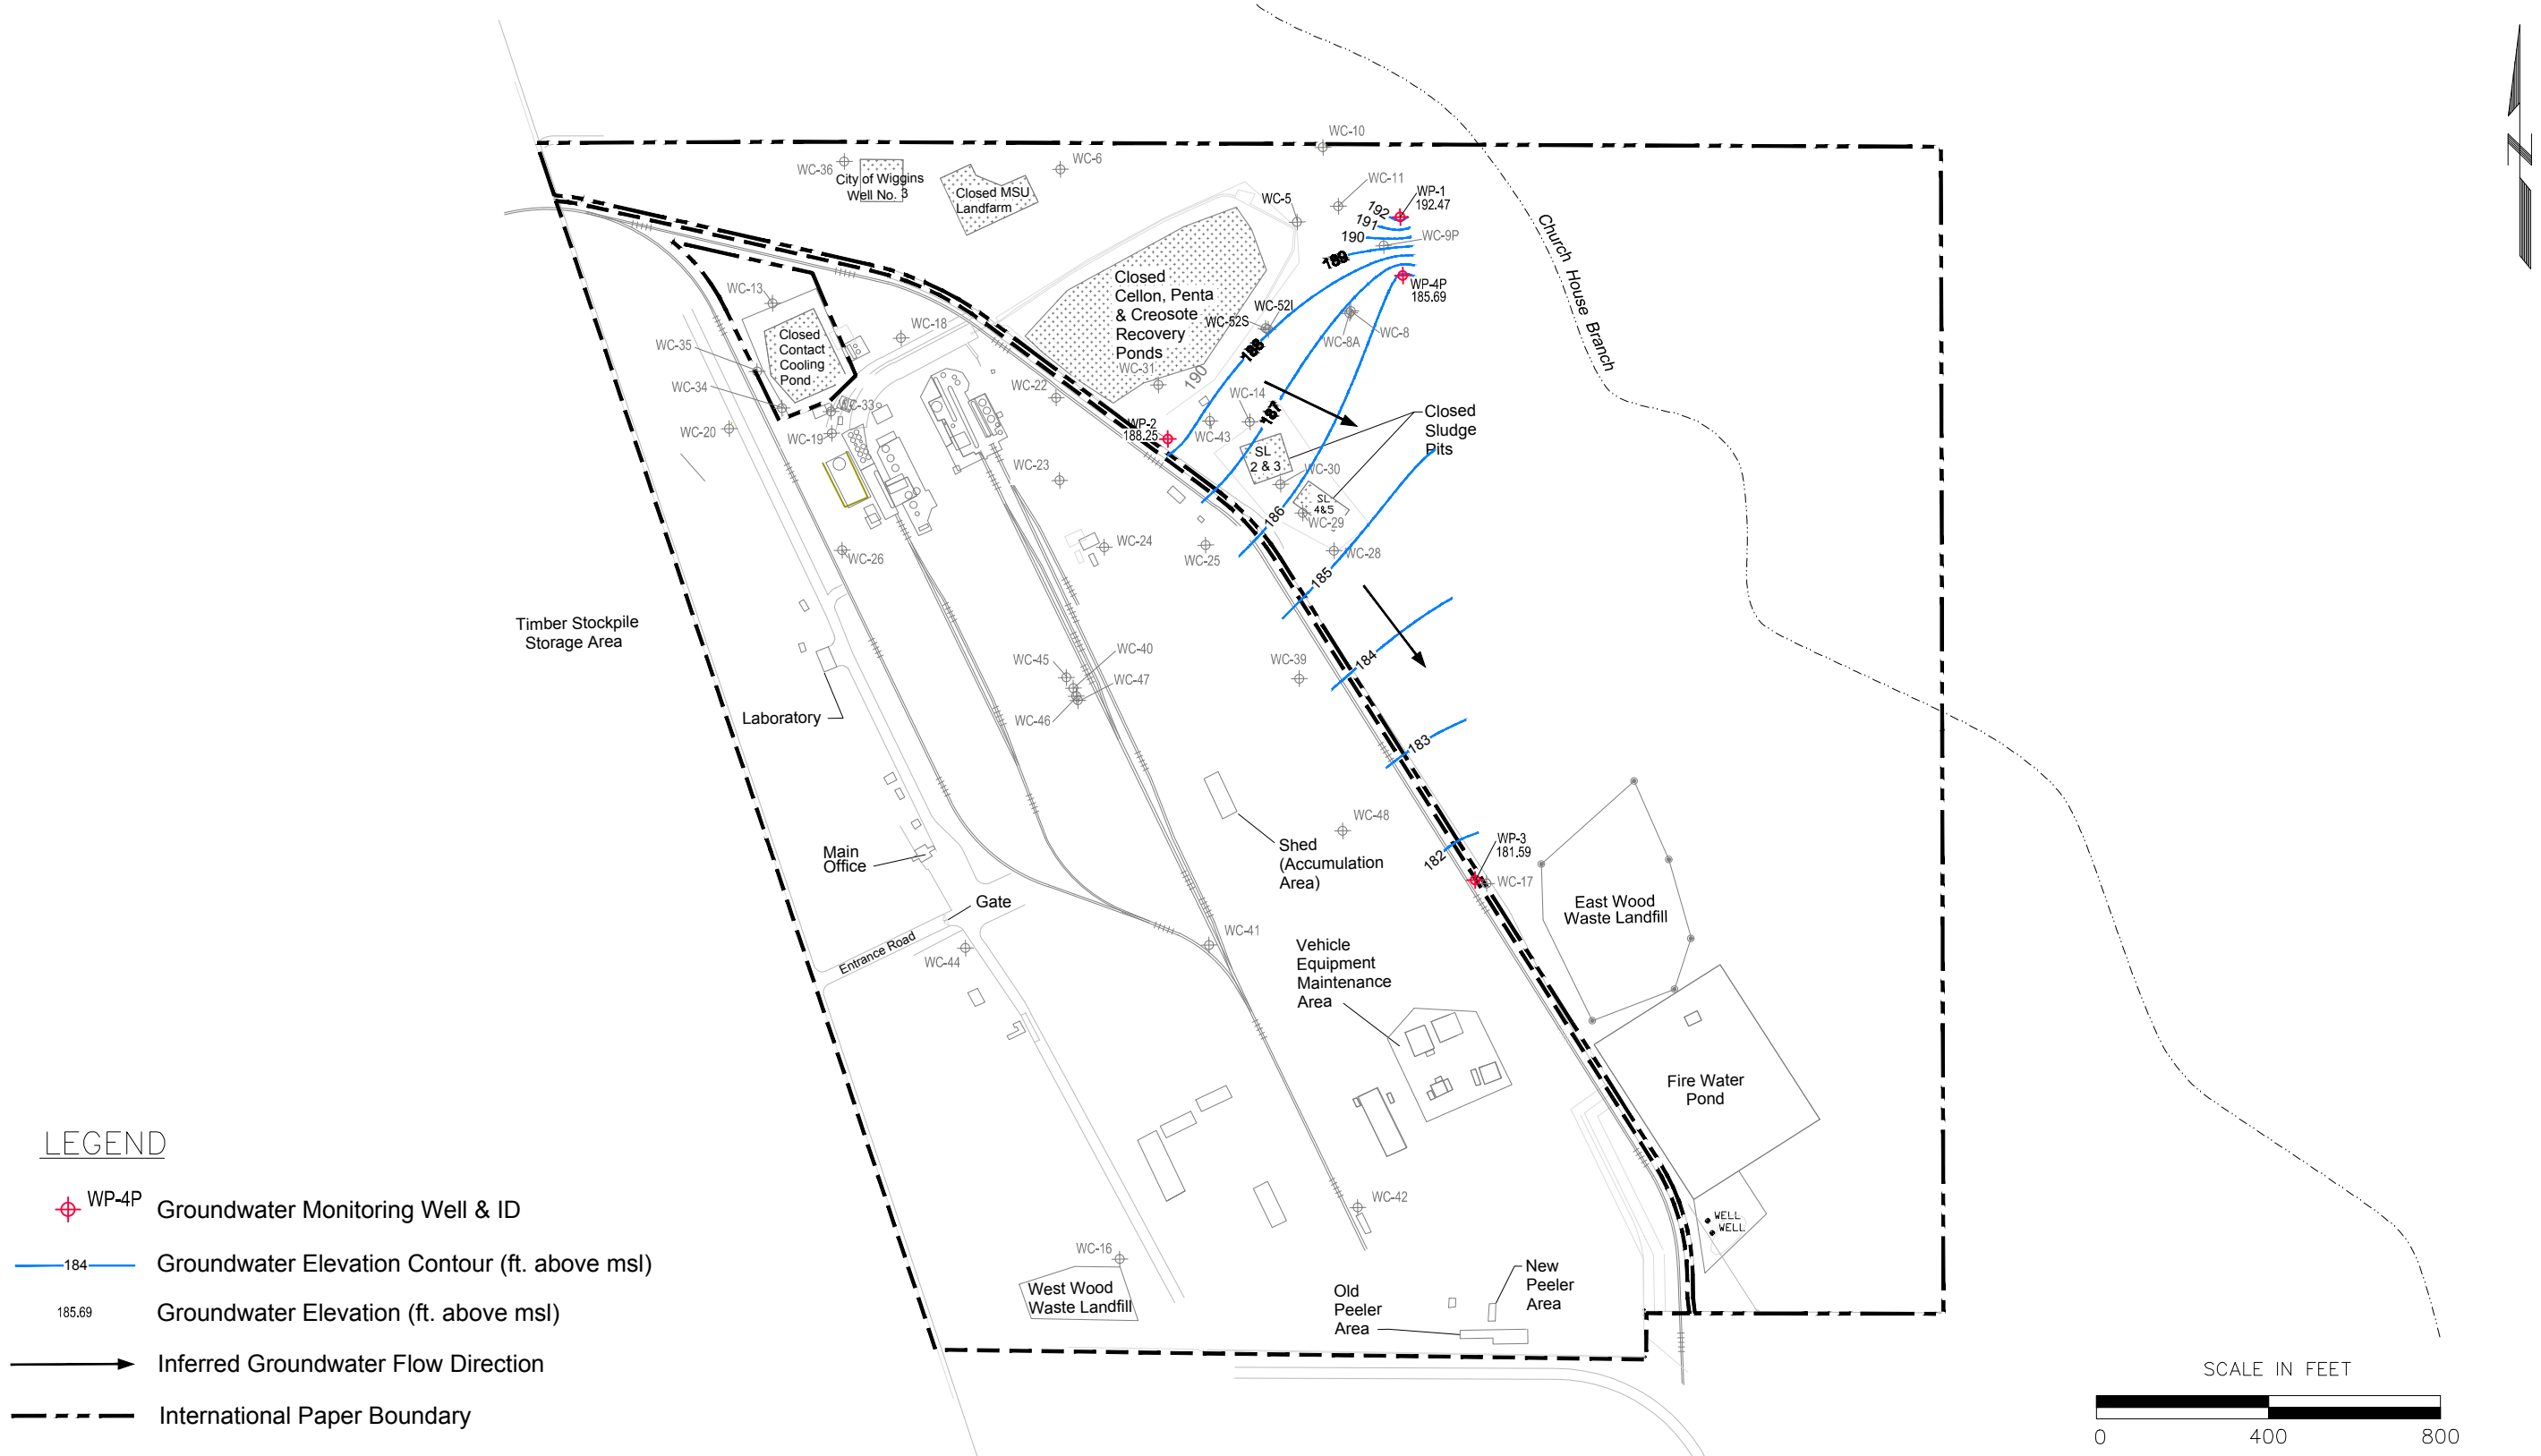 WC-10
WC-36
City of Wiggins
Well No. 3
WC-6
Closed MSU
Landfarm
WC-5
WC-11
WP-1
192.47
192
191
190
WC-9P
189
WP-4P
185.69
Church House Branch
Closed
Cellon, Penta
& Creosote
Recovery
Ponds
WC-52I
WC-52S
WC-8
WC-8A
WC-13
WC-18
Closed
Contact
Cooling
Pond
WC-35
WC-34
WC-33
WC-20
WC-19
WC-31
190
188
WC-22
WC-14
187
WP-2
188.25
WC-43
Closed
Sludge
Pits
SL
2 & 3
WC-30
SL
4&5
WC-29
WC-23
186
WC-24
WC-25
WC-28
WC-26
185
Timber Stockpile
Storage Area
WC-45
WC-40
WC-47
WC-46
WC-39
184
Laboratory
183
WC-48
Shed
(Accumulation
Area)
Main
Office
182
WP-3
181.59
WC-17
East Wood
Waste Landfill
Gate
Entrance Road
WC-44
WC-41
Vehicle
Equipment
Maintenance
Area
Fire Water
Pond
WC-42
WELL
WELL
WC-16
West Wood
Waste Landfill
Old
Peeler
Area
New
Peeler
Area
LEGEND
WP-4P Groundwater Monitoring Well & ID
184 Groundwater Elevation Contour (ft. above msl)
185.69 Groundwater Elevation (ft. above msl)
Inferred Groundwater Flow Direction
International Paper Boundary
SCALE IN FEET
0 400 800
Z